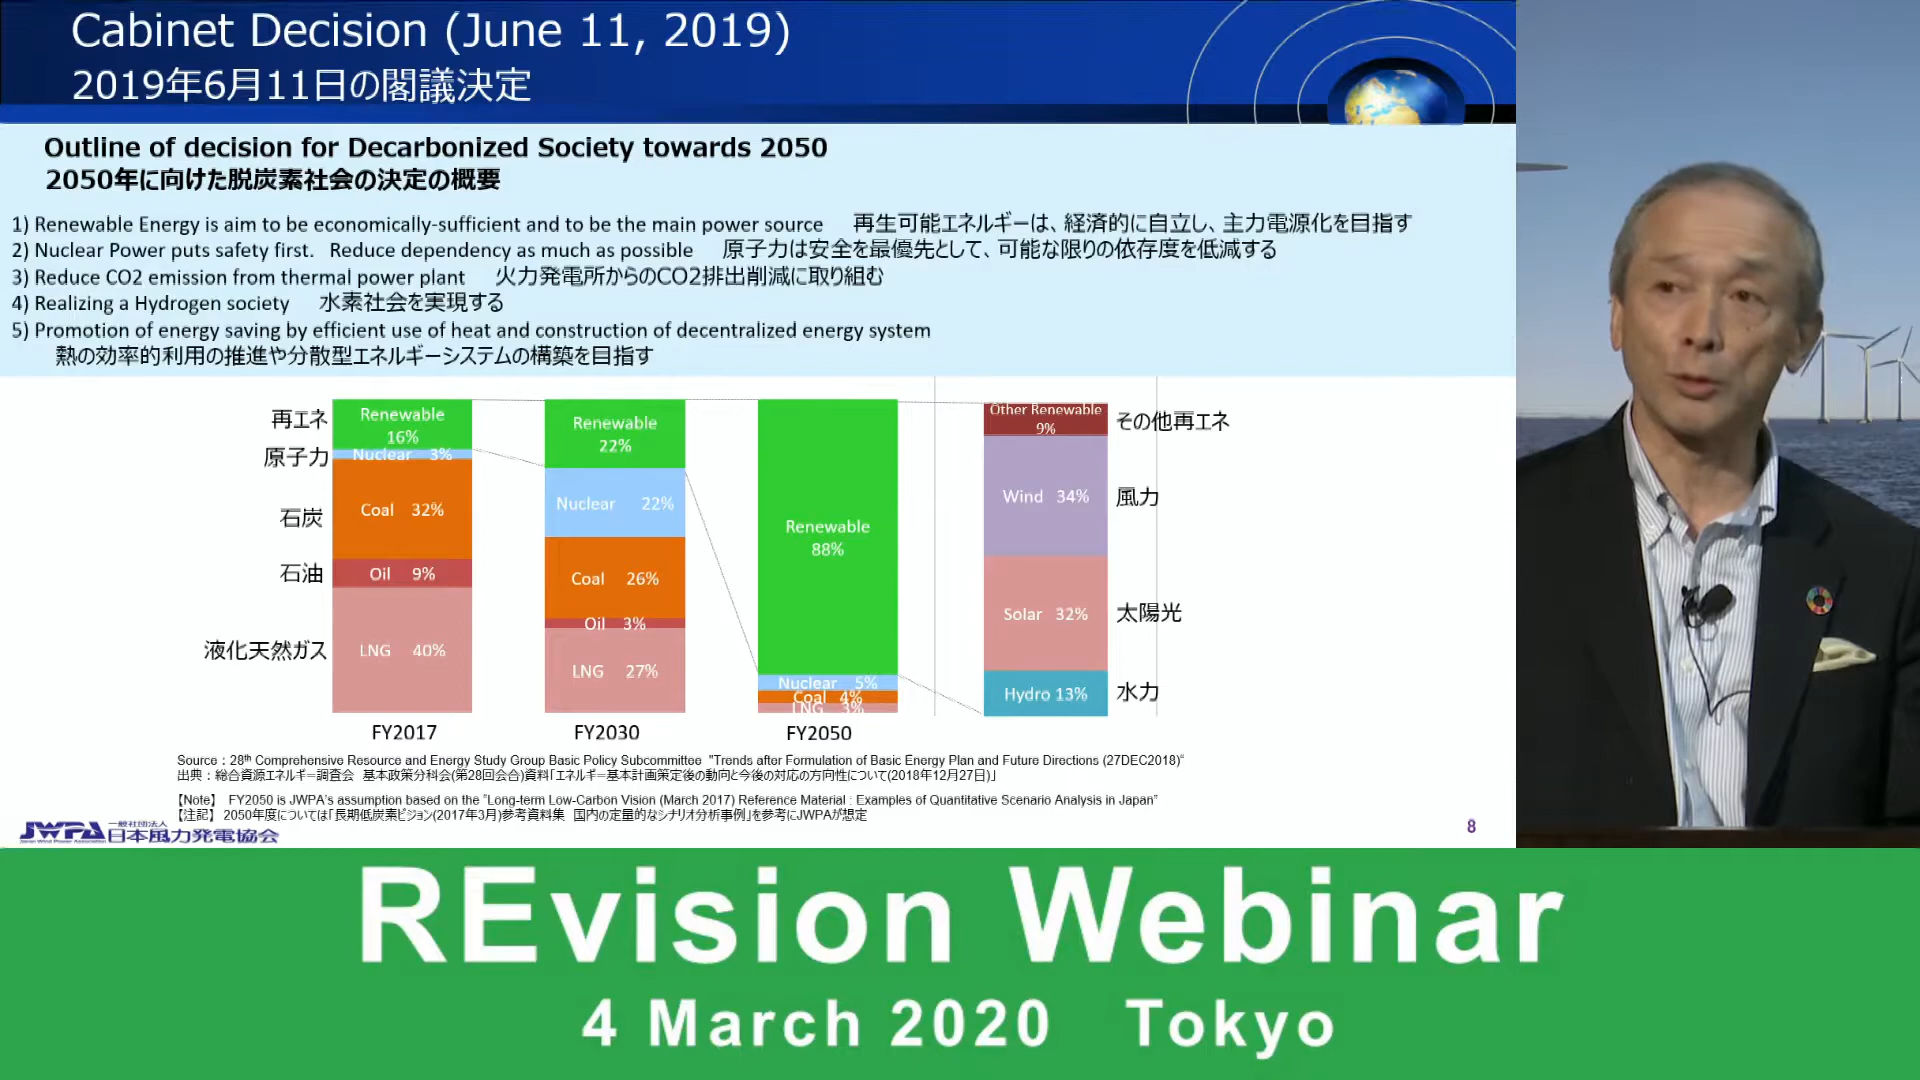 Cabinet Decision (June 11, 2019)
2019年6月11日の閣議決定
Outline of decision for Decarbonized Society towards 2050
2050年に向けた脱炭素社会の決定の概要
1) Renewable Energy is aim to be economically-sufficient and to be the main power source 再生可能エネルギーは、経済的に自立し、主力電源化を目指す
2) Nuclear Power puts safety first. Reduce dependency as much as possible 原子力は安全を最優先として、可能な限りの依存度を低減する
3) Reduce CO2 emission from thermal power plant 火力発電所からのCO2排出削減に取り組む
4) Realizing a Hydrogen society 水素社会を実現する
5) Promotion of energy saving by efficient use of heat and construction of decentralized energy system
熱の効率的利用の推進や分散型エネルギーシステムの構築を目指す
再エネ
原子力
石炭
石油
液化天然ガス
Renewable
16%
Nuclear 3%
Coal 32%
Oil 9%
LNG 40%
FY2017
Renewable
22%
Nuclear 22%
Coal 26%
Oil 3%
LNG 27%
FY2030
Renewable
88%
Nuclear 5%
Coal 4%
LNG 3%
FY2050
Other Renewable
9%
Wind 34%
Solar 32%
Hydro 13%
その他再エネ
風力
太陽光
水力
Source : 28th Comprehensive Resource and Energy Study Group Basic Policy Subcommittee "Trends after Formulation of Basic Energy Plan and Future Directions (27DEC2018)"
出典：総合資源エネルギー調査会 基本政策分科会(第28回会合)資料「エネルギー基本計画策定後の動向と今後の対応の方向性について(2018年12月27日)」
【Note】 FY2050 is JWPA's assumption based on the "Long-term Low-Carbon Vision (March 2017) Reference Material : Examples of Quantitative Scenario Analysis in Japan"
【注記】 2050年度については「長期低炭素ビジョン(2017年3月)参考資料集 国内の定量的なシナリオ分析事例」を参考にJWPAが想定
JWPA 一般社団法人 日本風力発電協会
Japan Wind Power Association
8
REvision Webinar
4 March 2020 Tokyo